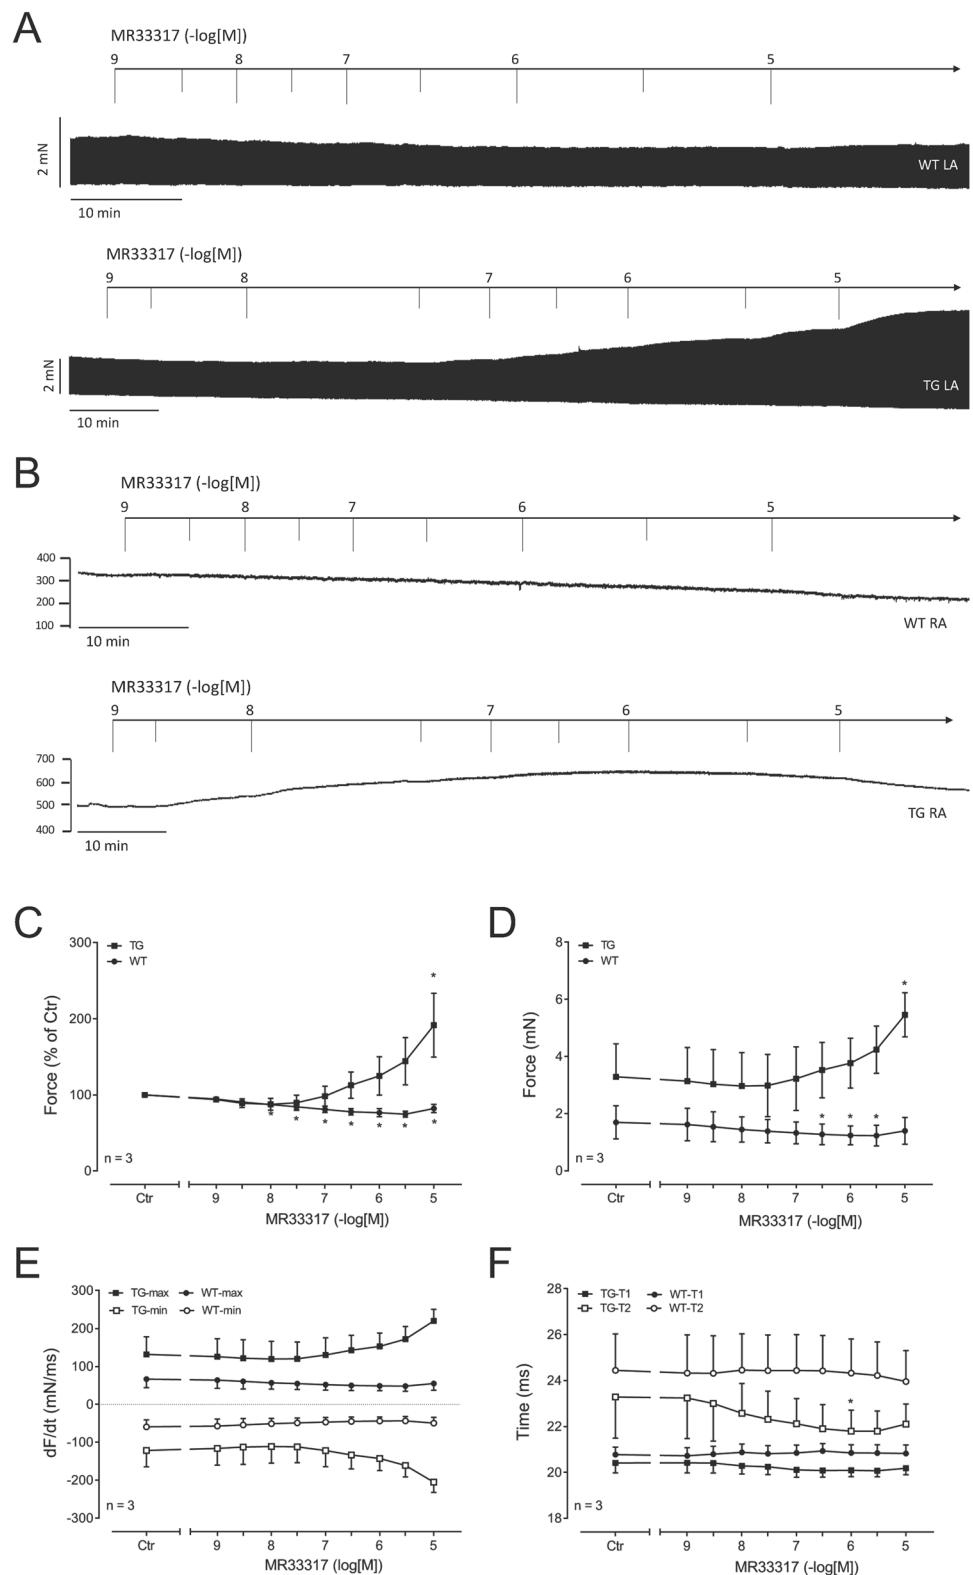 A
MR33317 (-log[M])
9 8 7 6 5
2 mN
WT LA
10 min
MR33317 (-log[M])
9 8 7 6 5
2 mN
TG LA
10 min
B
MR33317 (-log[M])
9 8 7 6 5
400
300
200
100
WT RA
10 min
MR33317 (-log[M])
9 8 7 6 5
700
600
500
400
TG RA
10 min
C
300
200
100
0
Force (% of Ctr)
TG
WT
*
* * * * * * *
n = 3
Ctr 9 8 7 6 5
MR33317 (-log[M])
D
8
6
4
2
0
Force (mN)
TG
WT
*
* * *
n = 3
Ctr 9 8 7 6 5
MR33317 (-log[M])
E
300
200
100
0
-100
-200
-300
dF/dt (mN/ms)
TG-max WT-max
TG-min WT-min
n = 3
Ctr 9 8 7 6 5
MR33317 (log[M])
F
28
26
24
22
20
18
Time (ms)
TG-T1 WT-T1
TG-T2 WT-T2
*
n = 3
Ctr 9 8 7 6 5
MR33317 (-log[M])